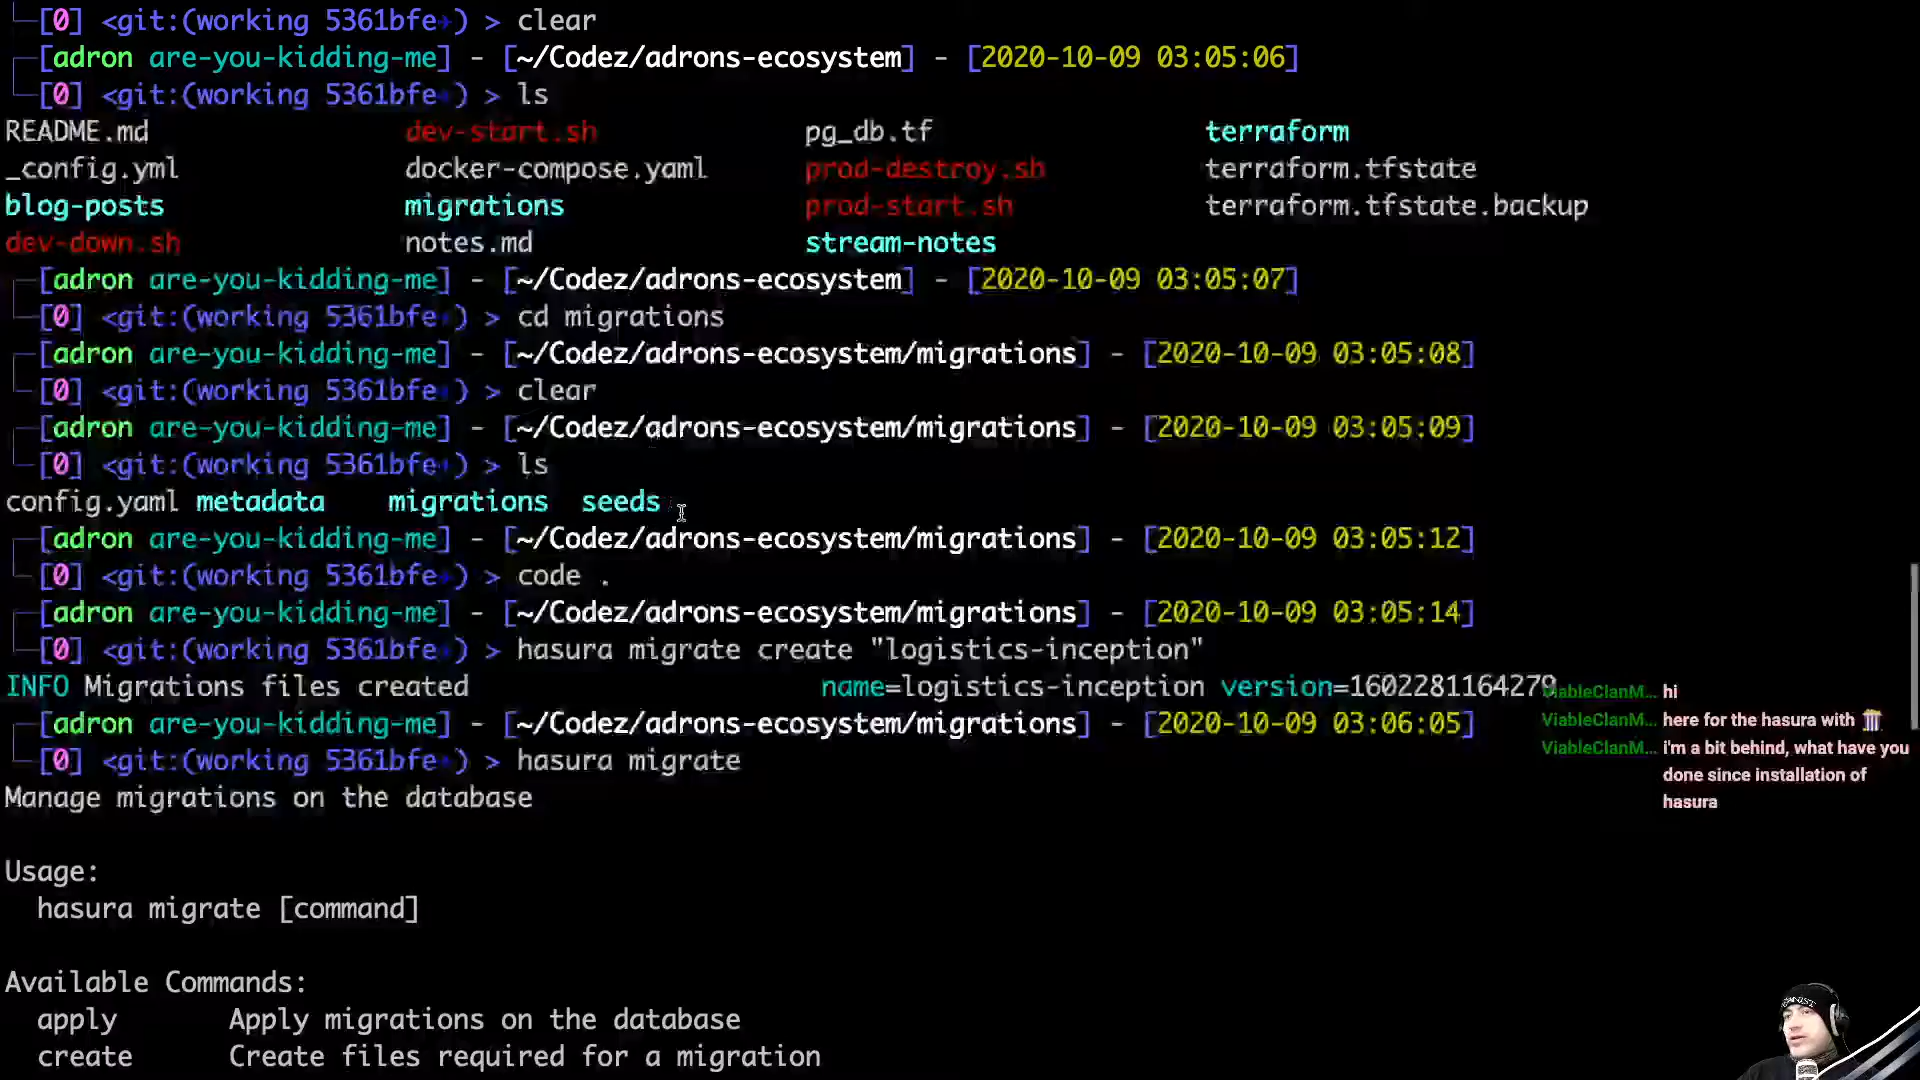 [0] <git:(working 5361bfe✈) > clear
[adron are-you-kidding-me] - [~/Codez/adrons-ecosystem] - [2020-10-09 03:05:06]
[0] <git:(working 5361bfe✈) > ls
README.md dev-start.sh pg_db.tf terraform
_config.yml docker-compose.yaml prod-destroy.sh terraform.tfstate
blog-posts migrations prod-start.sh terraform.tfstate.backup
dev-down.sh notes.md stream-notes
[adron are-you-kidding-me] - [~/Codez/adrons-ecosystem] - [2020-10-09 03:05:07]
[0] <git:(working 5361bfe✈) > cd migrations
[adron are-you-kidding-me] - [~/Codez/adrons-ecosystem/migrations] - [2020-10-09 03:05:08]
[0] <git:(working 5361bfe✈) > clear
[adron are-you-kidding-me] - [~/Codez/adrons-ecosystem/migrations] - [2020-10-09 03:05:09]
[0] <git:(working 5361bfe✈) > ls
config.yaml metadata migrations seeds
[adron are-you-kidding-me] - [~/Codez/adrons-ecosystem/migrations] - [2020-10-09 03:05:12]
[0] <git:(working 5361bfe✈) > code .
[adron are-you-kidding-me] - [~/Codez/adrons-ecosystem/migrations] - [2020-10-09 03:05:14]
[0] <git:(working 5361bfe✈) > hasura migrate create "logistics-inception"
INFO Migrations files created name=logistics-inception version=1602281164279
[adron are-you-kidding-me] - [~/Codez/adrons-ecosystem/migrations] - [2020-10-09 03:06:05]
[0] <git:(working 5361bfe✈) > hasura migrate
Manage migrations on the database
Usage:
hasura migrate [command]
Available Commands:
apply Apply migrations on the database
create Create files required for a migration
ViableClanM... hi
ViableClanM... here for the hasura with
ViableClanM... i'm a bit behind, what have you
done since installation of
hasura